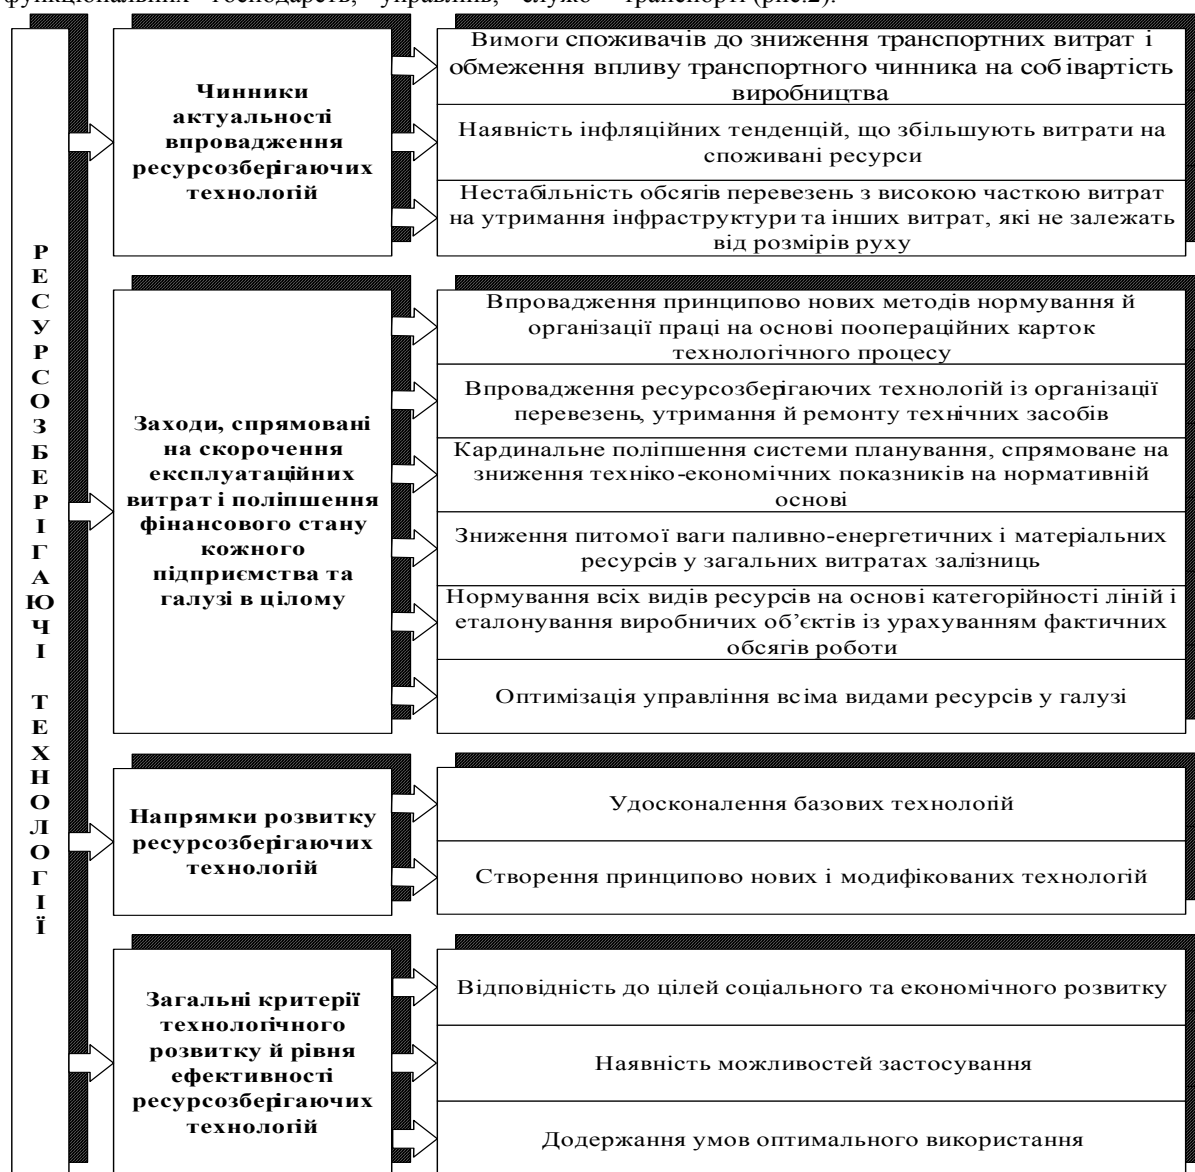 функціональних господарств, управлінь, служб транспорті (рис.2).
РЕСУРСОЗБЕРІГАЮЧІ ТЕХНОЛОГІЇ
Чинники
актуальності
впровадження
ресурсозберігаючих
технологій
Вимоги споживачів до зниження транспортних витрат і
обмеження впливу транспортного чинника на собівартість
виробництва
Наявність інфляційних тенденцій, що збільшують витрати на
споживані ресурси
Нестабільність обсягів перевезень з високою часткою витрат
на утримання інфраструктури та інших витрат, які не залежать
від розмірів руху
Заходи, спрямовані
на скорочення
експлуатаційних
витрат і поліпшення
фінансового стану
кожного
підприємства та
галузі в цілому
Впровадження принципово нових методів нормування й
організації праці на основі поопераційних карток
технологічного процесу
Впровадження ресурсозберігаючих технологій із організації
перевезень, утримання й ремонту технічних засобів
Кардинальне поліпшення системи планування, спрямоване на
зниження техніко-економічних показників на нормативній
основі
Зниження питомої ваги паливно-енергетичних і матеріальних
ресурсів у загальних витратах залізниць
Нормування всіх видів ресурсів на основі категорійності ліній і
еталонування виробничих об’єктів із урахуванням фактичних
обсягів роботи
Оптимізація управління всіма видами ресурсів у галузі
Напрямки розвитку
ресурсозберігаючих
технологій
Удосконалення базових технологій
Створення принципово нових і модифікованих технологій
Загальні критерії
технологічного
розвитку й рівня
ефективності
ресурсозберігаючих
технологій
Відповідність до цілей соціального та економічного розвитку
Наявність можливостей застосування
Додержання умов оптимального використання